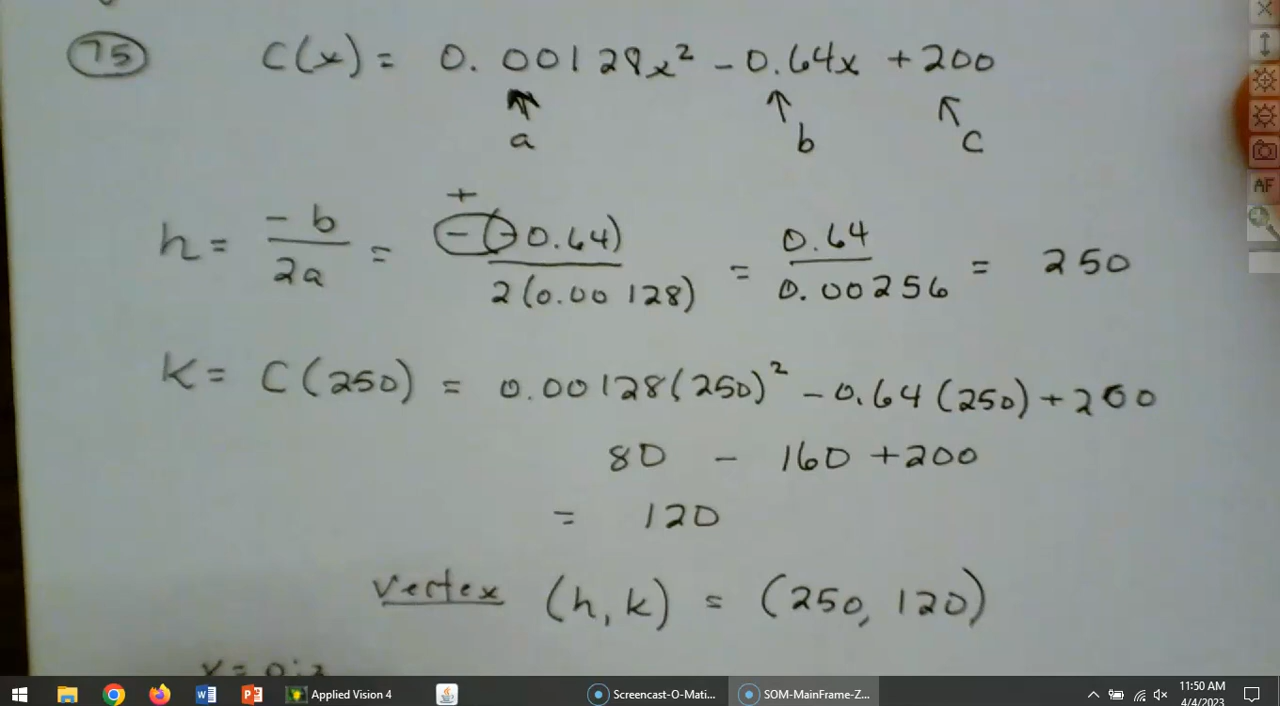 75 C(x) = 0.00128x² - 0.64x + 200
a b c
+
h = -b/2a = -(-0.64)/2(0.00128) = 0.64/0.00256 = 250
K = C(250) = 0.00128(250)² - 0.64(250) + 200
80 - 160 + 200
= 120
vertex (h, k) = (250, 120)
AF
Applied Vision 4
Screencast-O-Mati...
SOM-MainFrame-Z...
11:50 AM
4/4/2023